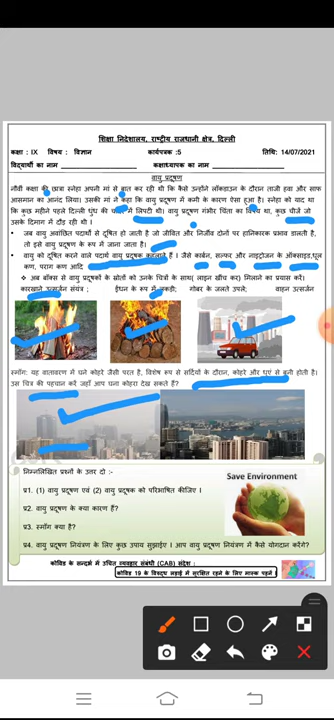 शिक्षा निदेशालय, राष्ट्रीय राजधानी क्षेत्र, दिल्ली
कक्षा : IX विषय : विज्ञान कार्यपत्रक :5 तिथि: 14/07/2021
विद्यार्थी का नाम कक्षाध्यापक का नाम
वायु प्रदूषण
नौवीं कक्षा की छात्रा स्नेहा अपनी मां से बात कर रही थी कि कैसे उन्होंने लॉकडाउन के दौरान ताजी हवा और साफ
आसमान का आनंद लिया। उसकी मां ने कहा कि वायु प्रदूषण में कमी के कारण ऐसा हुआ है। स्नेहा को याद था
कि कुछ महीने पहले दिल्ली धुंध की में लिपटी थी। वायु प्रदूषण गंभीर चिंता का विषय था, कुछ चीजें जो
उसके दिमाग में दौड़ रही थी ।
जब वायु अवांछित पदार्थों से दूषित हो जाती है जो जीवित और निर्जीव दोनों पर हानिकारक प्रभाव डालती है,
तो इसे वायु प्रदूषण के रूप में जाना जाता है।
वायु को दूषित करने वाले पदार्थ वायु प्रदूषक कहलाते हैं । जैसे कार्बन, सल्फर और नाइट्रोजन के ऑक्साइड,धूल
कण, पराग कण आदि
अब बॉक्स से वायु प्रदूषकों के स्रोतों को उनके चित्र के साथ( लाइन खींच कर) मिलाने का प्रयास करें।
कारखाने उत्सर्जन संयंत्र ; ईंधन के रूप में लकड़ी; गोबर के जलते उपले; वाहन उत्सर्जन
स्मॉग: यह वातावरण में घने कोहरे जैसी परत है, विशेष रूप से सर्दियों के दौरान, कोहरे और धुएं से बनी होती है।
उस चित्र की पहचान करें जहाँ आप घना कोहरा देख सकते हैं?
निम्नलिखित प्रश्नों के उत्तर दो :-
Save Environment
प्र1. (1) वायु प्रदूषण एवं (2) वायु प्रदूषक को परिभाषित कीजिए ।
प्र2. वायु प्रदूषण के क्या कारण हैं?
प्र3. स्मॉग क्या है?
प्र4. वायु प्रदूषण नियंत्रण के लिए कुछ उपाय सुझाईए । आप वायु प्रदूषण नियंत्रण में कैसे योगदान करेंगे?
कोविड के सन्दर्भ में उचित व्यवहार संबंधी (CAB) संदेश :
कोविड 19 के विरुद्ध लड़ाई में सुरक्षित रहने के लिए मास्क पहनें ।